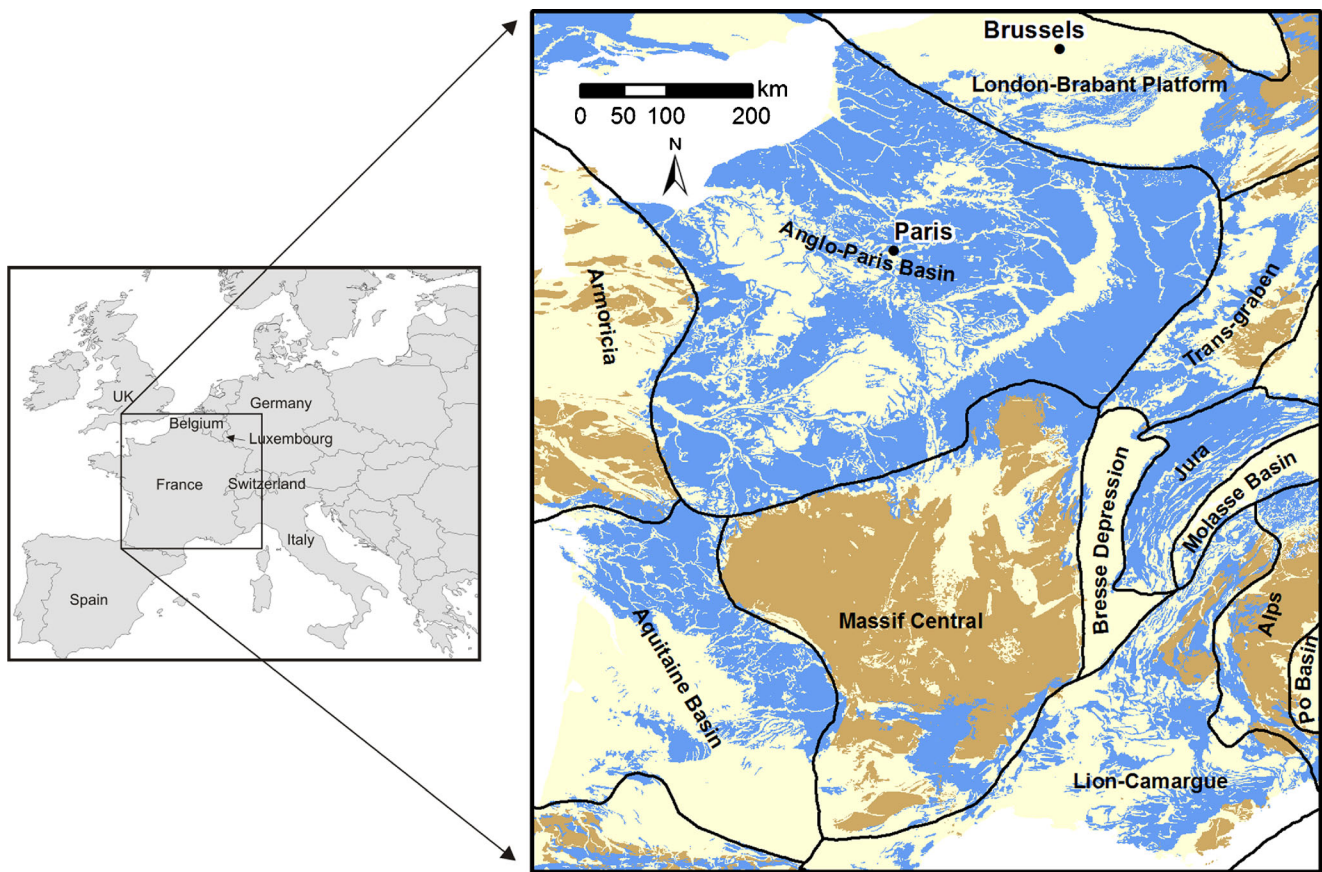 UK
Belgium
Germany
Luxembourg
France
Switzerland
Italy
Spain
Brussels
London-Brabant Platform
km
0 50 100 200
N
Paris
Anglo-Paris Basin
Armoricia
Trans-graben
Jura
Molasse Basin
Bresse Depression
Massif Central
Alps
Po Basin
Aquitaine Basin
Lion-Camargue